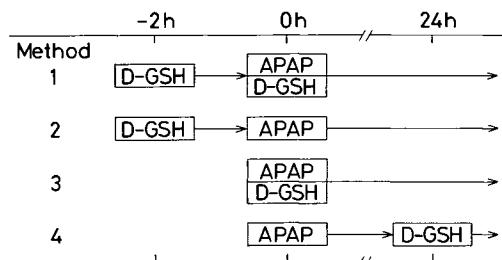 -2h 0h 24h
Method
1 D-GSH APAP
D-GSH
2 D-GSH APAP
3 APAP
D-GSH
4 APAP D-GSH